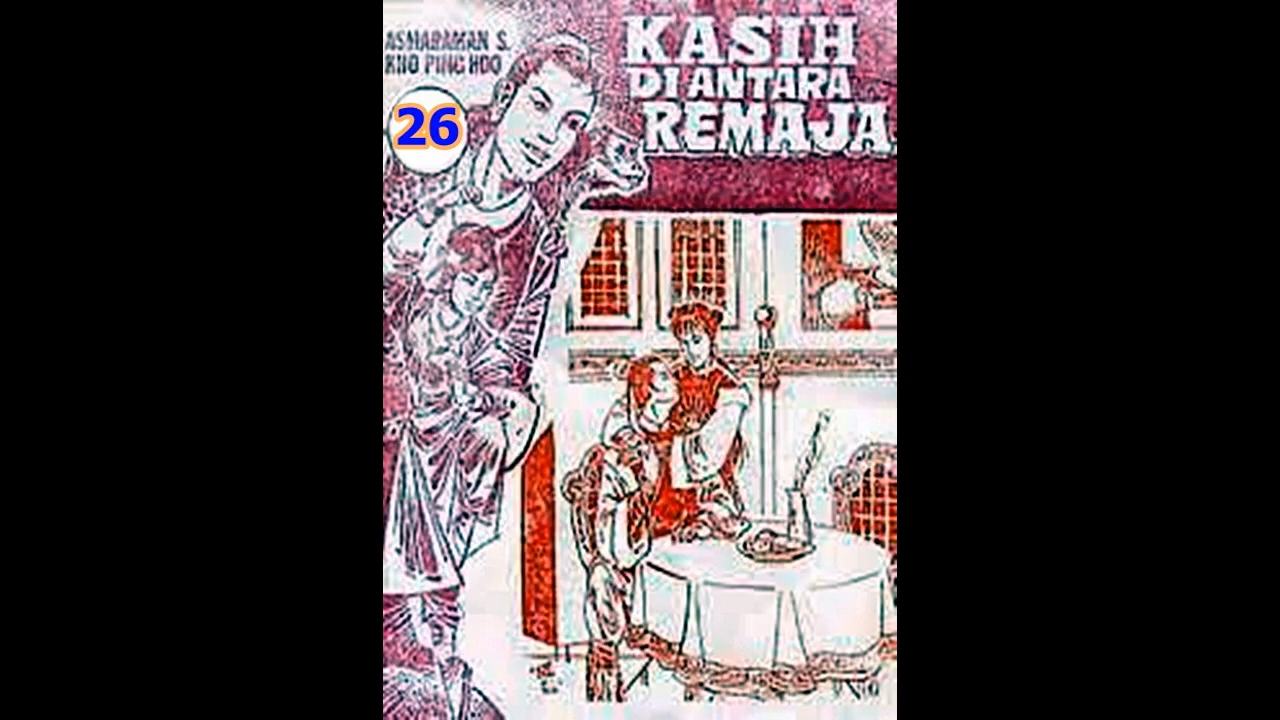 ASMARAMAN S.
KHO PING HOO
26
KASIH
DI ANTARA
REMAJA